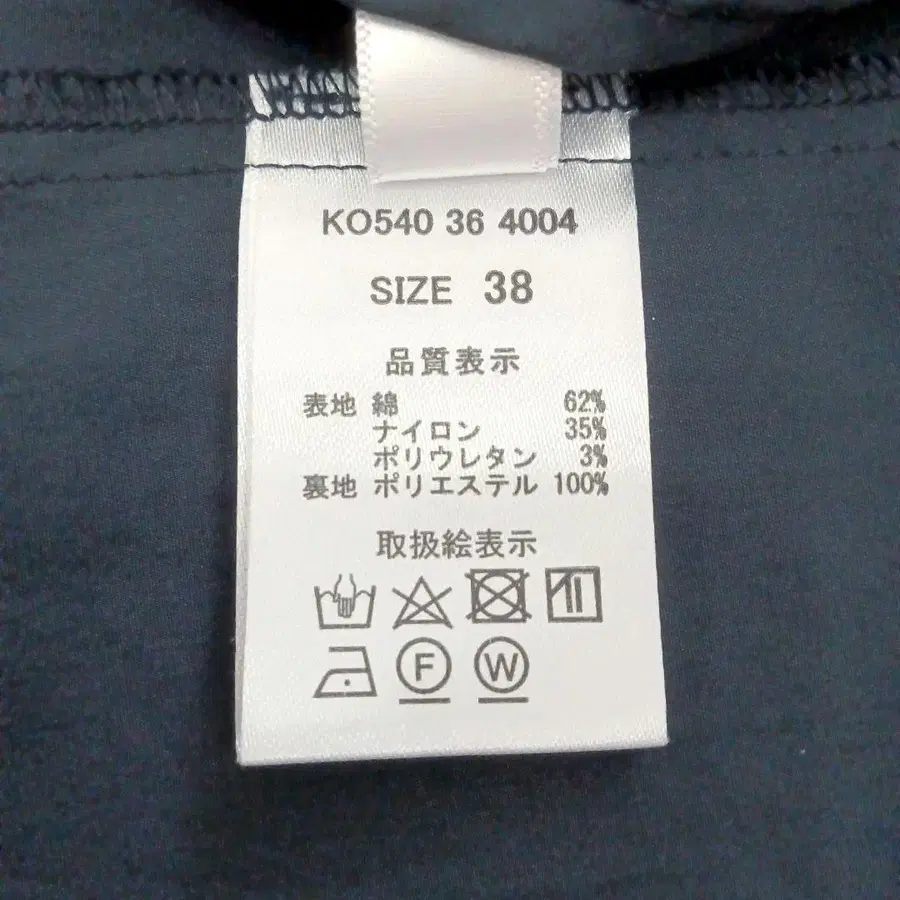 KO540 36 4004
SIZE 38
品質表示
表地 綿 62%
ナイロン 35%
ポリウレタン 3%
裏地 ポリエステル 100%
取扱絵表示
F W